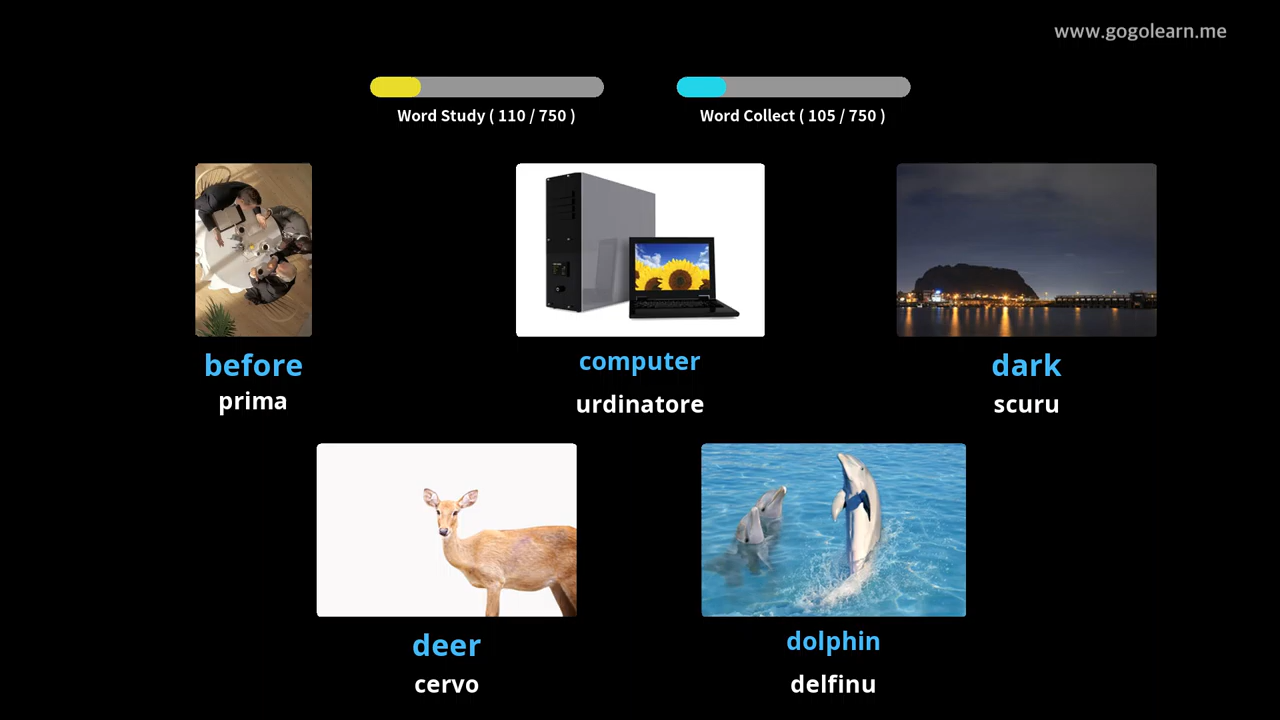 www.gogolearn.me
Word Study ( 110 / 750 )
Word Collect ( 105 / 750 )
before
prima
computer
urdinatore
dark
scuru
deer
cervo
dolphin
delfinu